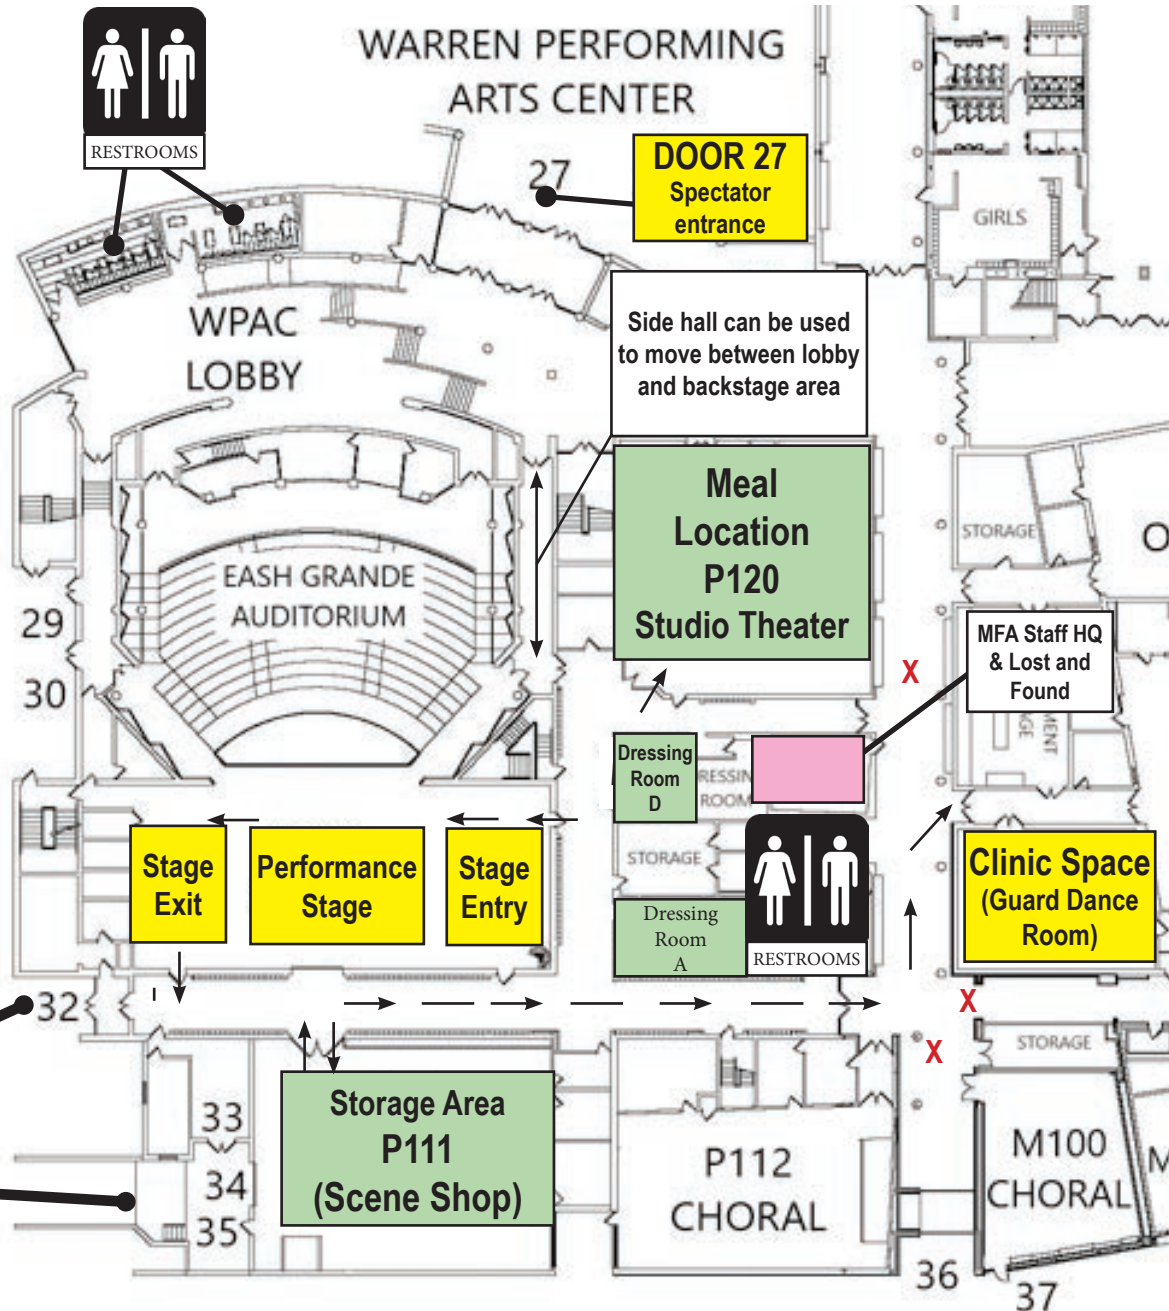 WARREN PERFORMING
ARTS CENTER
RESTROOMS
27
DOOR 27
Spectator
entrance
GIRLS
WPAC
LOBBY
Side hall can be used
to move between lobby
and backstage area
Meal
Location
P120
Studio Theater
STORAGE
O
EASH GRANDE
AUDITORIUM
29
30
MFA Staff HQ
& Lost and
Found
X
Dressing
Room
D
ROOM
STORAGE
Stage
Exit
Performance
Stage
Stage
Entry
Clinic Space
(Guard Dance
Room)
Dressing
Room
A
RESTROOMS
32
X
X
STORAGE
Storage Area
P111
(Scene Shop)
33
34
35
P112
CHORAL
M100
CHORAL
M
36
37